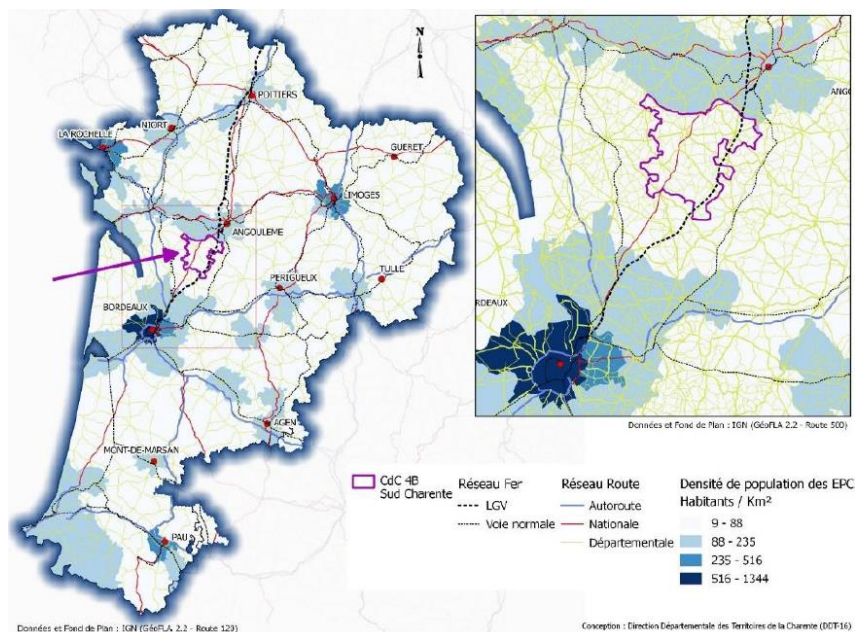 N
POITIERS
NIORT
LA ROCHELLE
GUERET
LIMOGES
ANGOULEME
TULLE
PERIGUEUX
BORDEAUX
AGEN
MONT-DE-MARSAN
PAU
Données et Fond de Plan : IGN (GéoFLA 2.2 - Route 120)
ANGO
RDEAUX
Données et Fond de Plan : IGN (GéoFLA 2.2 - Route 500)
CdC 4B
Sud Charente
Réseau Fer
LGV
Voie normale
Réseau Route
Autoroute
Nationale
Départementale
Densité de population des EPC
Habitants / Km²
9 - 88
88 - 235
235 - 516
516 - 1344
Conception : Direction Départementale des Territoires de la Charente (DDT-16)